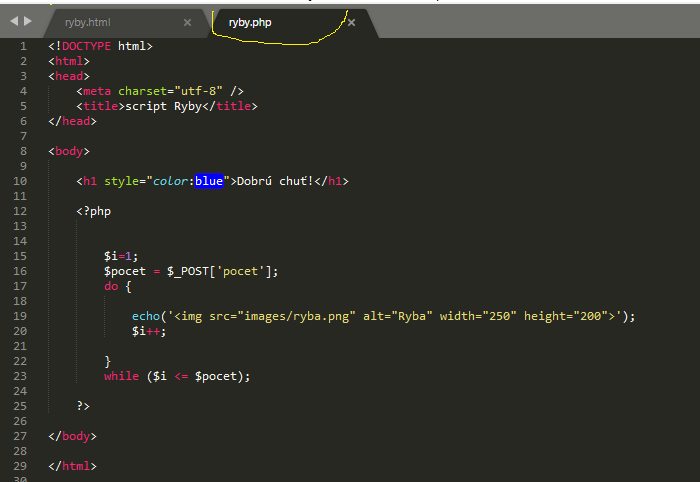 ryby.html ×
ryby.php ×
1 <!DOCTYPE html>
2 <html>
3 <head>
4 <meta charset="utf-8" />
5 <title>script Ryby</title>
6 </head>
7
8 <body>
9
10 <h1 style="color:blue">Dobrú chuť!</h1>
11
12 <?php
13
14
15 $i=1;
16 $pocet = $_POST['pocet'];
17 do {
18
19 echo('<img src="images/ryba.png" alt="Ryba" width="250" height="200">');
20 $i++;
21
22 }
23 while ($i <= $pocet);
24
25 ?>
26
27 </body>
28
29 </html>
30